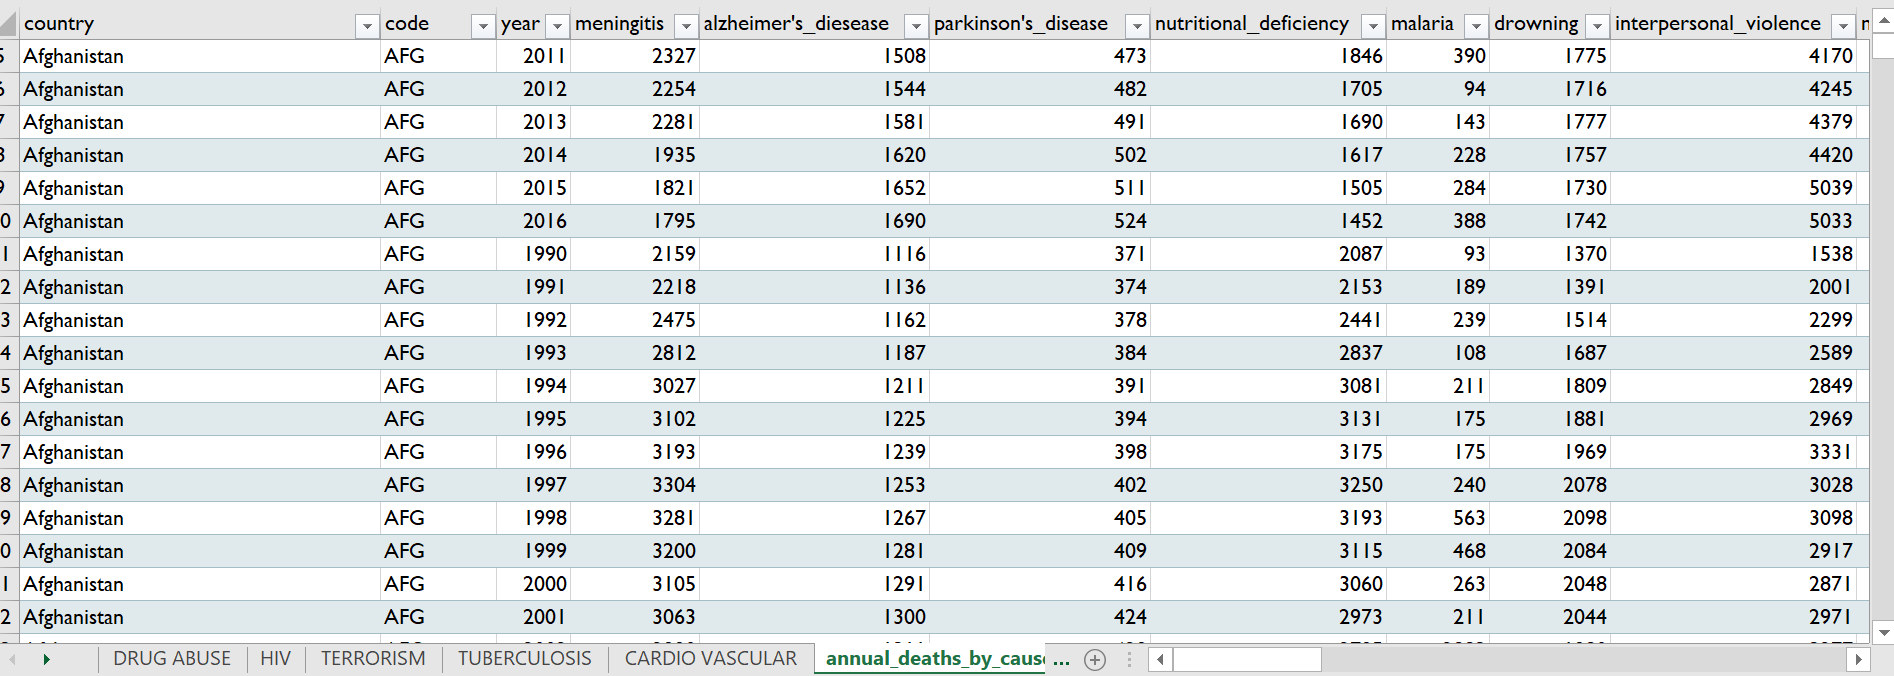 country code year meningitis alzheimer's_diesease parkinson's_disease nutritional_deficiency malaria drowning interpersonal_violence
5 Afghanistan AFG 2011 2327 1508 473 1846 390 1775 4170
6 Afghanistan AFG 2012 2254 1544 482 1705 94 1716 4245
7 Afghanistan AFG 2013 2281 1581 491 1690 143 1777 4379
8 Afghanistan AFG 2014 1935 1620 502 1617 228 1757 4420
9 Afghanistan AFG 2015 1821 1652 511 1505 284 1730 5039
0 Afghanistan AFG 2016 1795 1690 524 1452 388 1742 5033
1 Afghanistan AFG 1990 2159 1116 371 2087 93 1370 1538
2 Afghanistan AFG 1991 2218 1136 374 2153 189 1391 2001
3 Afghanistan AFG 1992 2475 1162 378 2441 239 1514 2299
4 Afghanistan AFG 1993 2812 1187 384 2837 108 1687 2589
5 Afghanistan AFG 1994 3027 1211 391 3081 211 1809 2849
6 Afghanistan AFG 1995 3102 1225 394 3131 175 1881 2969
7 Afghanistan AFG 1996 3193 1239 398 3175 175 1969 3331
8 Afghanistan AFG 1997 3304 1253 402 3250 240 2078 3028
9 Afghanistan AFG 1998 3281 1267 405 3193 563 2098 3098
0 Afghanistan AFG 1999 3200 1281 409 3115 468 2084 2917
1 Afghanistan AFG 2000 3105 1291 416 3060 263 2048 2871
2 Afghanistan AFG 2001 3063 1300 424 2973 211 2044 2971
DRUG ABUSE HIV TERRORISM TUBERCULOSIS CARDIO VASCULAR annual_deaths_by_cause ...